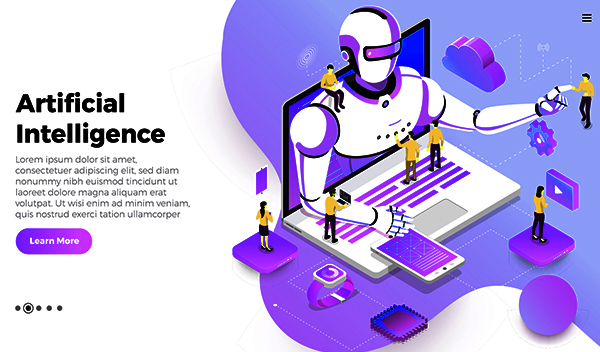 Artificial
Intelligence
Lorem ipsum dolor sit amet,
consectetuer adipiscing elit, sed diam
nonummy nibh euismod tincidunt ut
laoreet dolore magna aliquam erat
volutpat. Ut wisi enim ad minim veniam,
quis nostrud exerci tation ullamcorper
Learn More